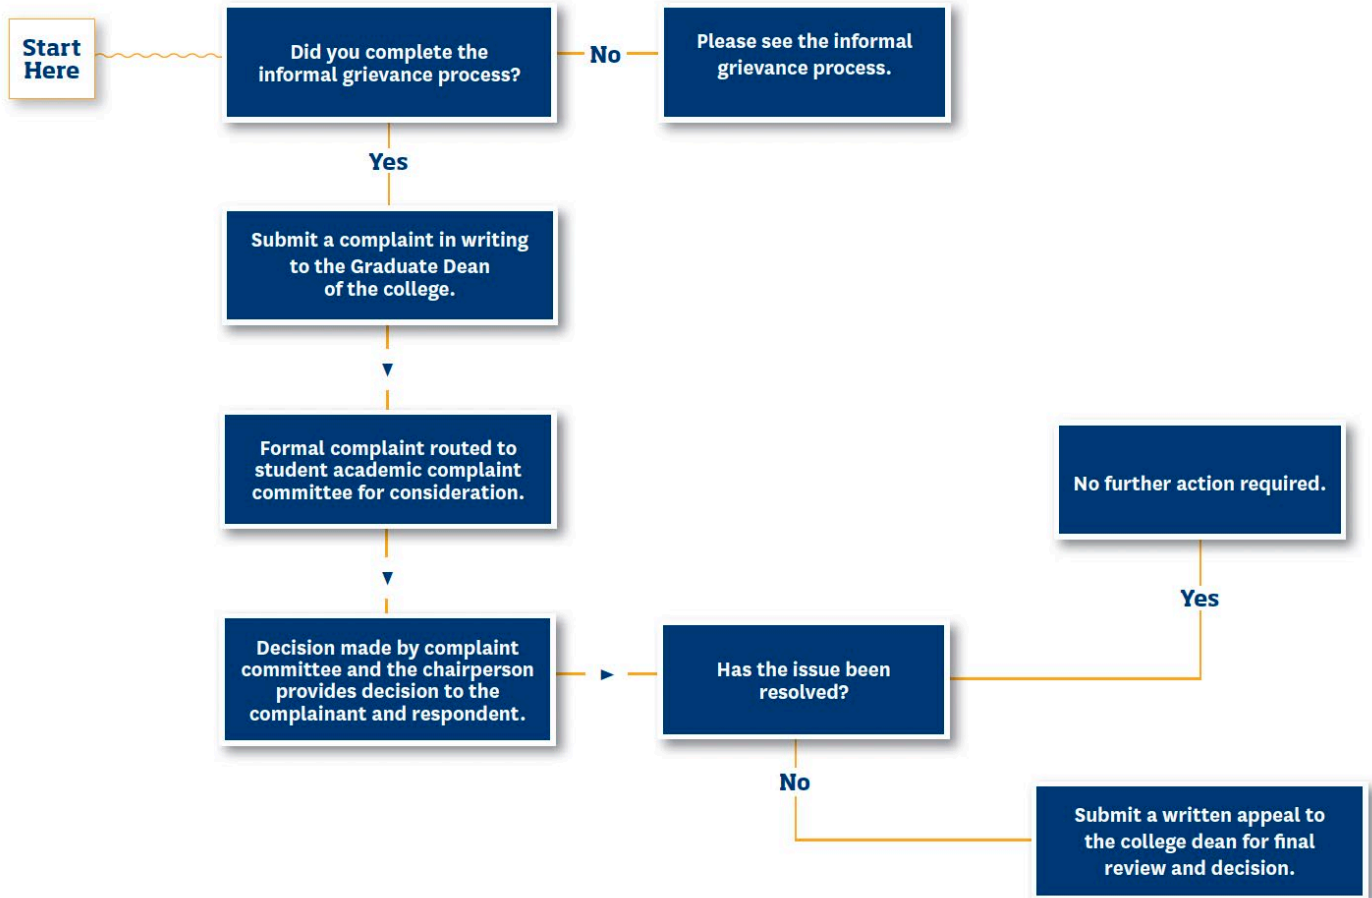 Start
Here
Did you complete the
informal grievance process?
No
Please see the informal
grievance process.
Yes
Submit a complaint in writing
to the Graduate Dean
of the college.
Formal complaint routed to
student academic complaint
committee for consideration.
Decision made by complaint
committee and the chairperson
provides decision to the
complainant and respondent.
Has the issue been
resolved?
Yes
No further action required.
No
Submit a written appeal to
the college dean for final
review and decision.